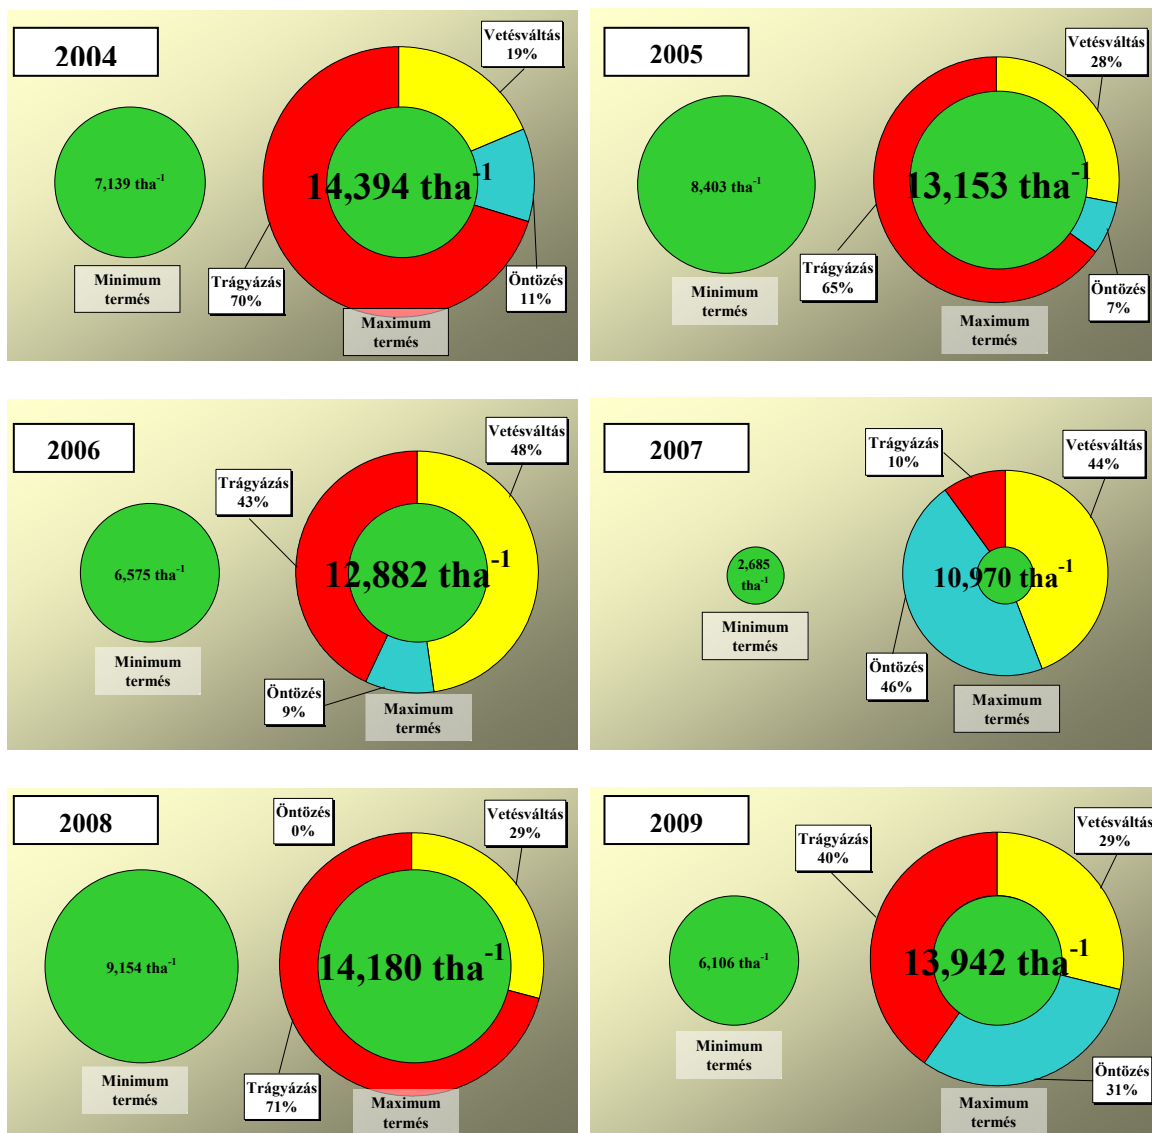 2004
Vetésváltás
19%
7,139 tha⁻¹
14,394 tha⁻¹
Minimum
termés
Trágyázás
70%
Öntözés
11%
Maximum
termés
2005
Vetésváltás
28%
8,403 tha⁻¹
13,153 tha⁻¹
Minimum
termés
Trágyázás
65%
Öntözés
7%
Maximum
termés
2006
Vetésváltás
48%
Trágyázás
43%
6,575 tha⁻¹
12,882 tha⁻¹
Minimum
termés
Öntözés
9%
Maximum
termés
2007
Trágyázás
10%
Vetésváltás
44%
2,685
tha⁻¹
10,970 tha⁻¹
Minimum
termés
Öntözés
46%
Maximum
termés
2008
Öntözés
0%
Vetésváltás
29%
9,154 tha⁻¹
14,180 tha⁻¹
Minimum
termés
Trágyázás
71%
Maximum
termés
2009
Trágyázás
40%
Vetésváltás
29%
6,106 tha⁻¹
13,942 tha⁻¹
Minimum
termés
Öntözés
31%
Maximum
termés